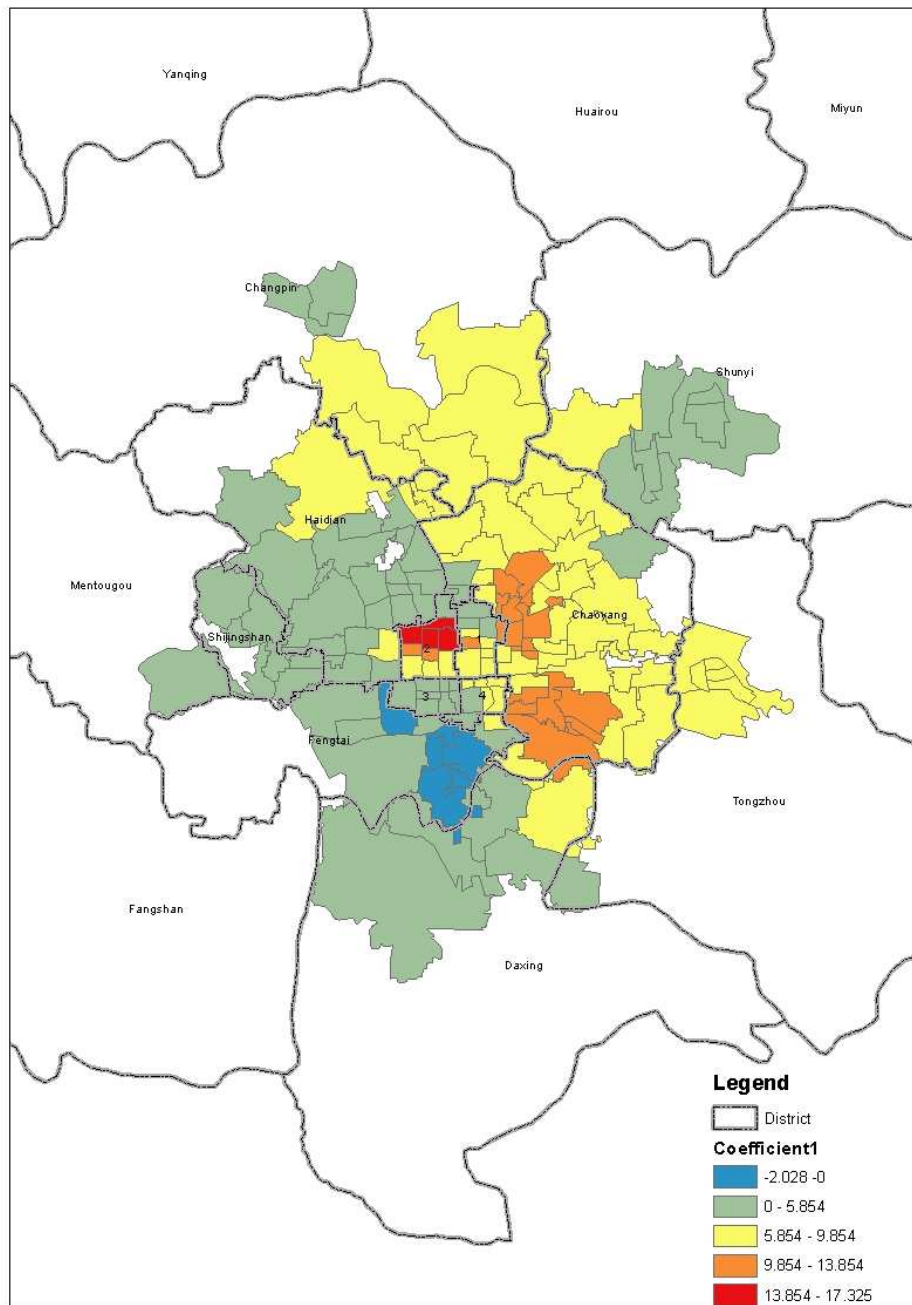 Yanqing
Huairou
Miyun
Changpin
Shunyi
Haidian
Mentougou
Chaoyang
Shijingshan
1
2
3
4
Fengtai
Tongzhou
Fangshan
Daxing
Legend
District
Coefficient1
-2.028 -0
0 - 5.854
5.854 - 9.854
9.854 - 13.854
13.854 - 17.325